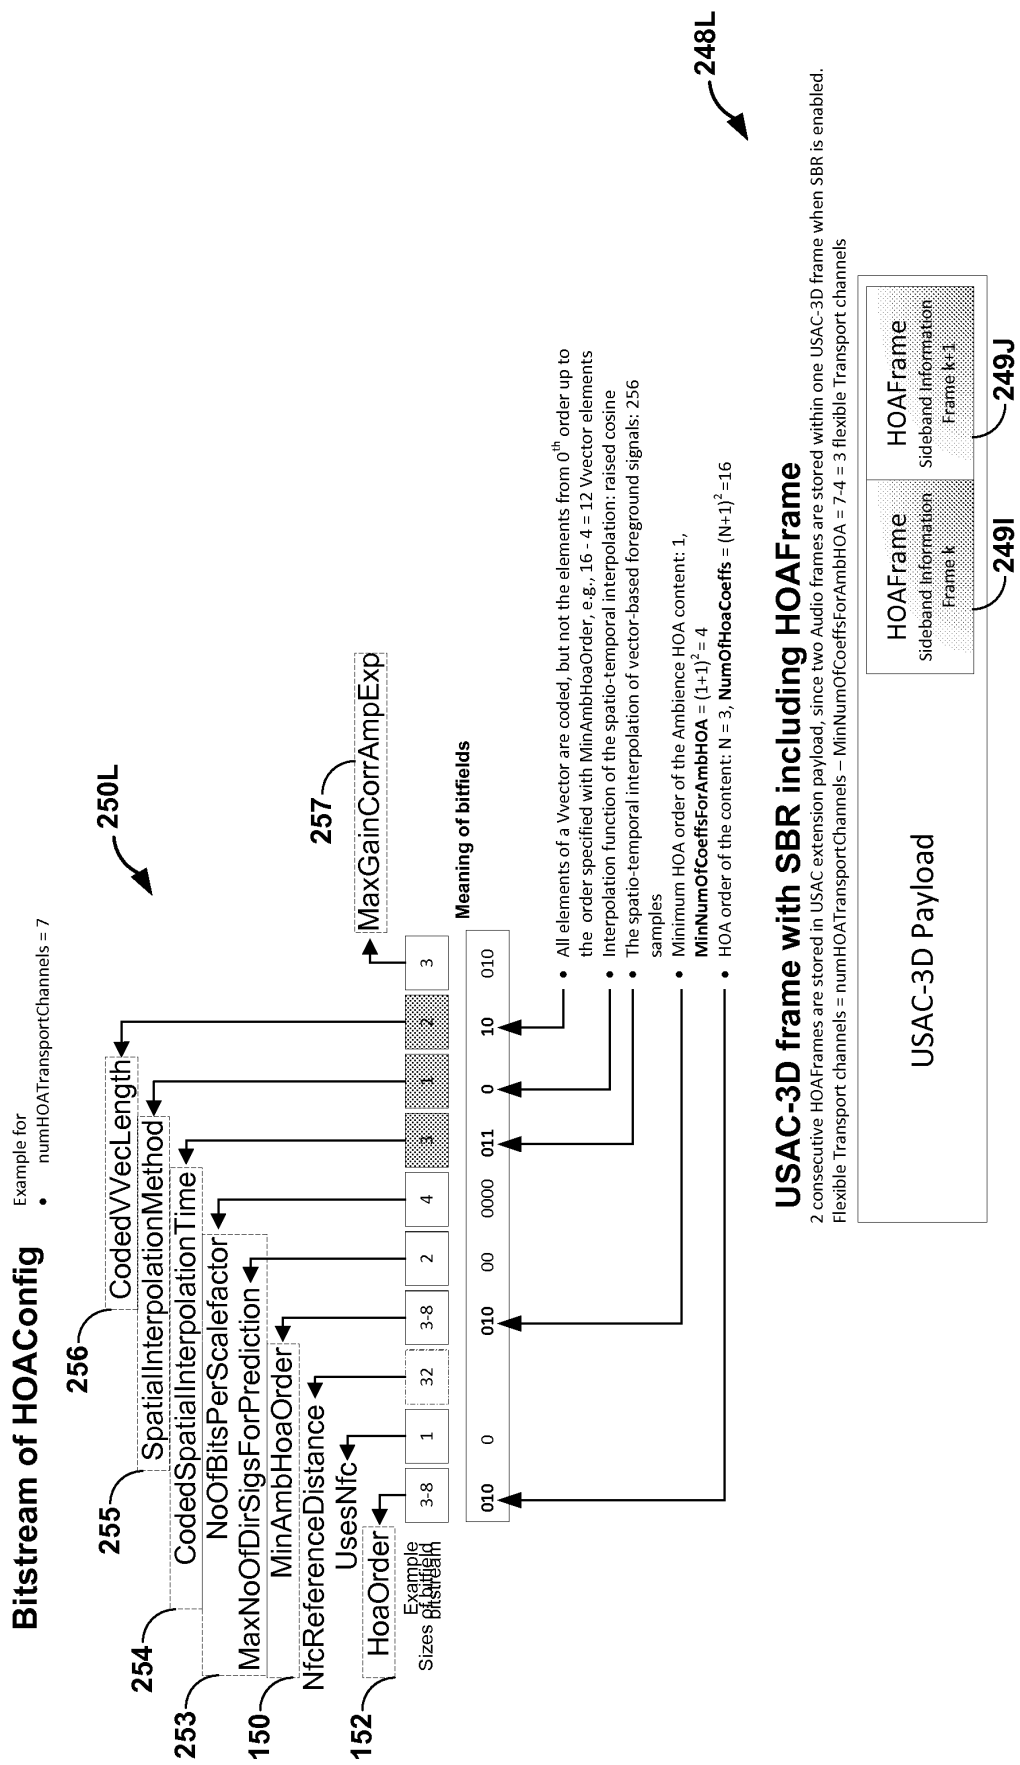 Bitstream of HOAConfig
Example for
• numHOATransportChannels = 7
250L
256
CodedVVecLength
255
SpatialInterpolationMethod
254
CodedSpatialInterpolationTime
253
NoOfBitsPerScalefactor
MaxNoOfDirSigsForPrediction
150
MinAmbHoaOrder
NfcReferenceDistance
UsesNfc
152
HoaOrder
257
MaxGainCorrAmpExp
Sizes of bitfield
3-8 1 32 3-8 2 4 3 1 2 3
Example
bitstream
010 0 010 00 0000 011 0 10 010
Meaning of bitfields
• All elements of a Vvector are coded, but not the elements from 0th order up to
the order specified with MinAmbHoaOrder, e.g., 16 - 4 = 12 Vvector elements
• Interpolation function of the spatio-temporal interpolation: raised cosine
• The spatio-temporal interpolation of vector-based foreground signals: 256
samples
• Minimum HOA order of the Ambience HOA content: 1,
MinNumOfCoeffsForAmbHOA = (1+1)2 = 4
• HOA order of the content: N = 3, NumOfHoaCoeffs = (N+1)2 =16
248L
USAC-3D frame with SBR including HOAFrame
2 consecutive HOAFrames are stored in USAC extension payload, since two Audio frames are stored within one USAC-3D frame when SBR is enabled.
Flexible Transport channels = numHOATransportChannels – MinNumOfCoeffsForAmbHOA = 7-4 = 3 flexible Transport channels
USAC-3D Payload
HOAFrame
Sideband Information
Frame k
HOAFrame
Sideband Information
Frame k+1
249I
249J